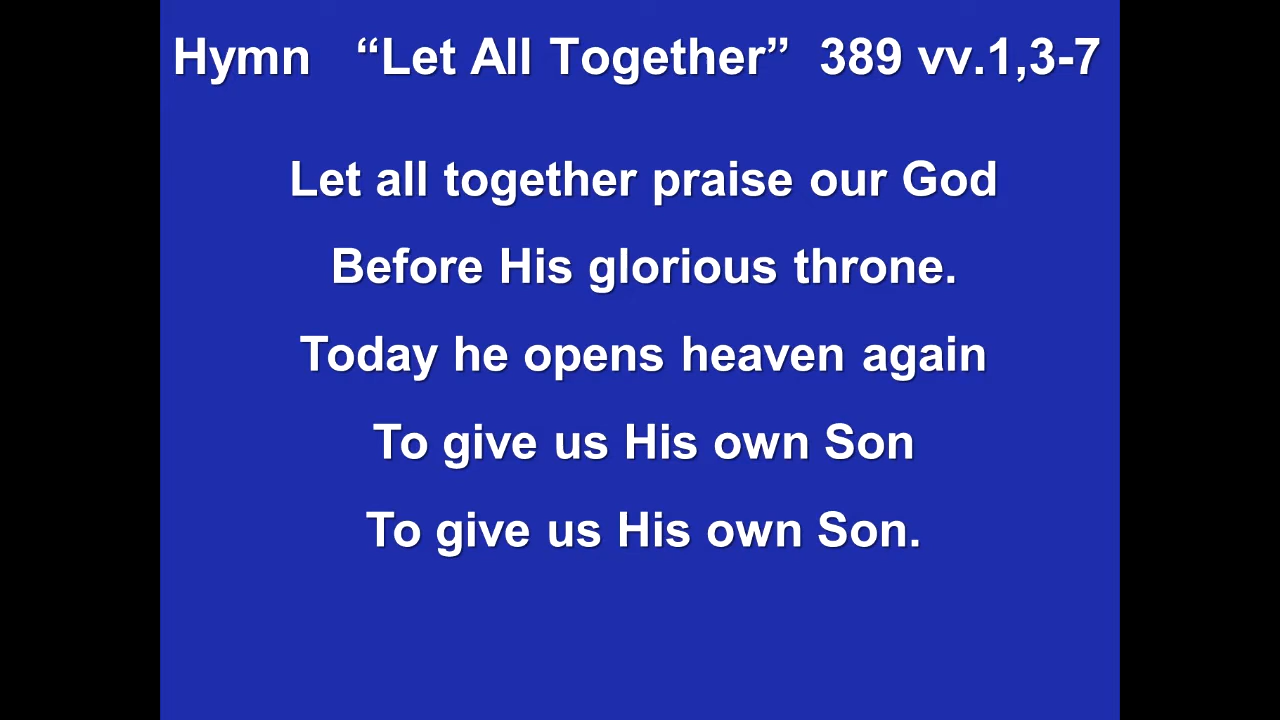 Hymn “Let All Together” 389 vv.1,3-7
Let all together praise our God
Before His glorious throne.
Today he opens heaven again
To give us His own Son
To give us His own Son.